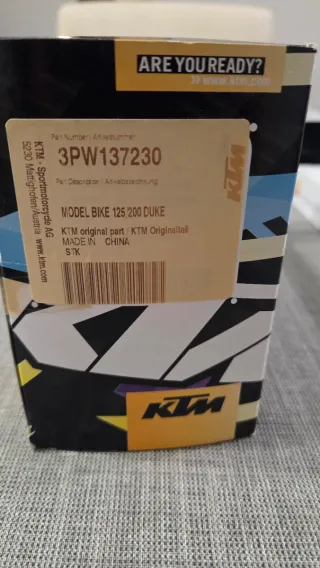 ARE YOU READY?
>> www.ktm.com
Part Number / Artikelnummer
3PW137230
Part Description / Artikelbezeichnung
MODEL BIKE 125/200 DUKE
KTM original part / KTM Originalteil
MADE IN CHINA
STK
KTM - Sportmotorcycle AG
5230 Mattighofen/Austria www.ktm.com
KTM
KTM